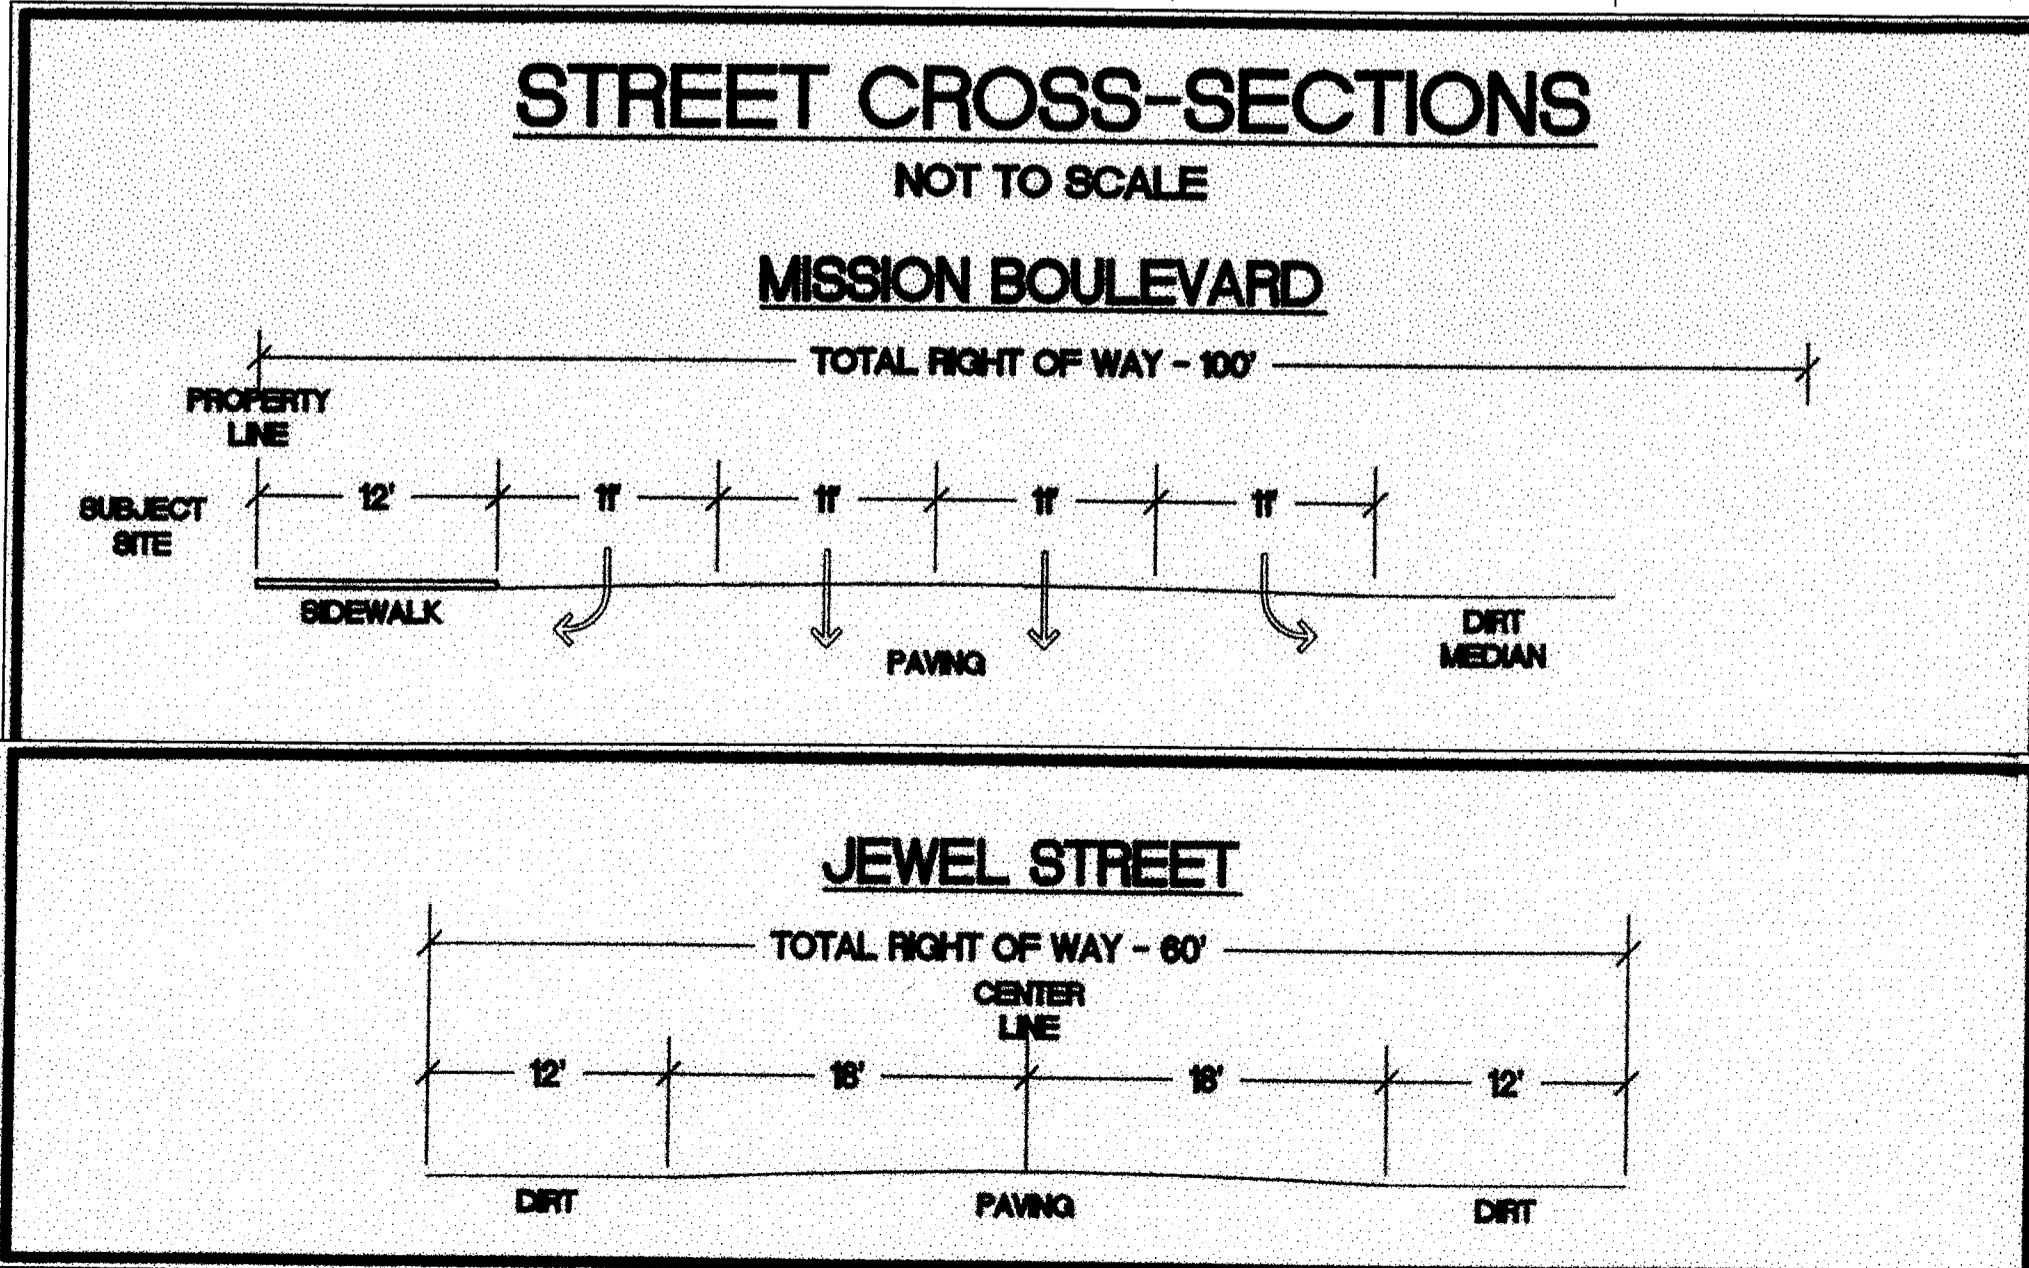 STREET CROSS-SECTIONS
NOT TO SCALE
MISSION BOULEVARD
TOTAL RIGHT OF WAY - 100'
PROPERTY
LINE
SUBJECT
SITE
12'
11'
11'
11'
11'
SIDEWALK
PAVING
DIRT
MEDIAN
JEWEL STREET
TOTAL RIGHT OF WAY - 60'
CENTER
LINE
12'
18'
18'
12'
DIRT
PAVING
DIRT